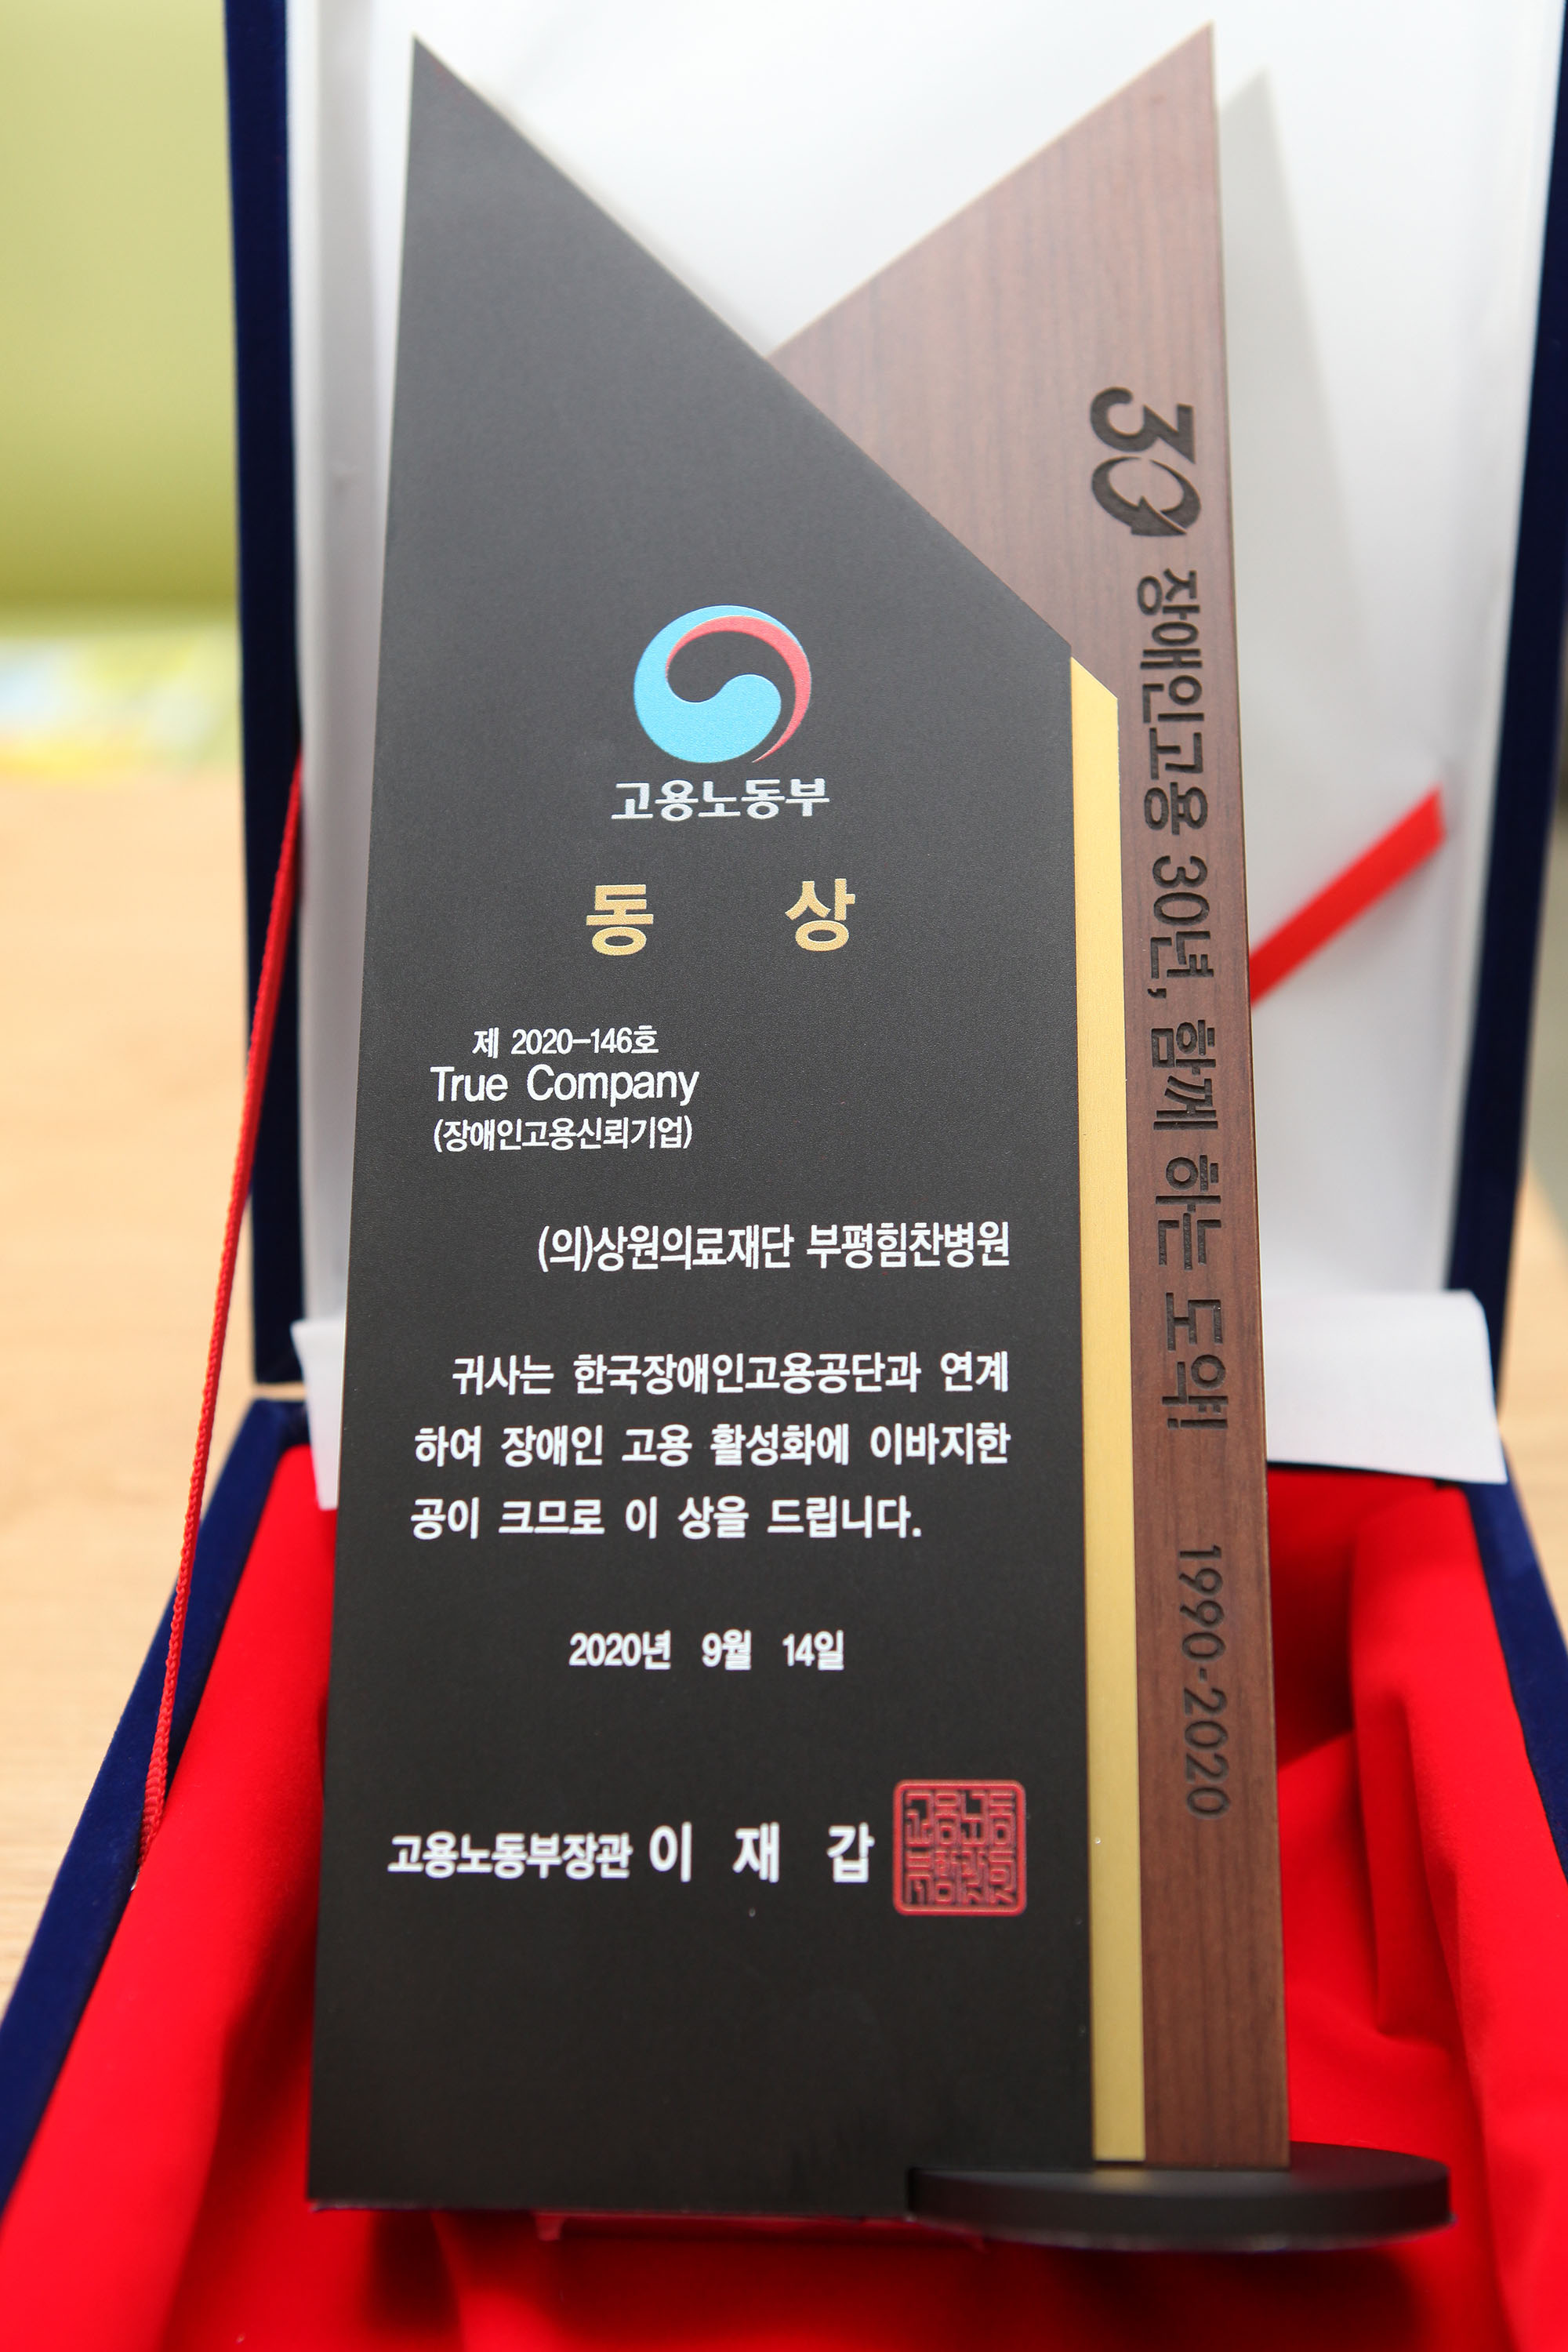 고용노동부
동 상
제 2020-146호
True Company
(장애인고용신뢰기업)
(의)상원의료재단 부평힘찬병원
귀사는 한국장애인고용공단과 연계
하여 장애인 고용 활성화에 이바지한
공이 크므로 이 상을 드립니다.
2020년 9월 14일
고용노동부장관 이 재 갑
30 장애인고용 30년, 함께 하는 도약! 1990-2020